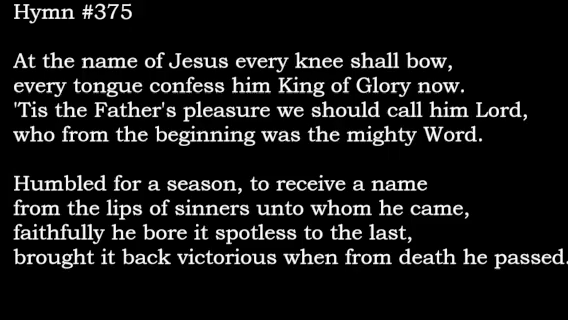 Hymn #375
At the name of Jesus every knee shall bow,
every tongue confess him King of Glory now.
'Tis the Father's pleasure we should call him Lord,
who from the beginning was the mighty Word.
Humbled for a season, to receive a name
from the lips of sinners unto whom he came,
faithfully he bore it spotless to the last,
brought it back victorious when from death he passed.